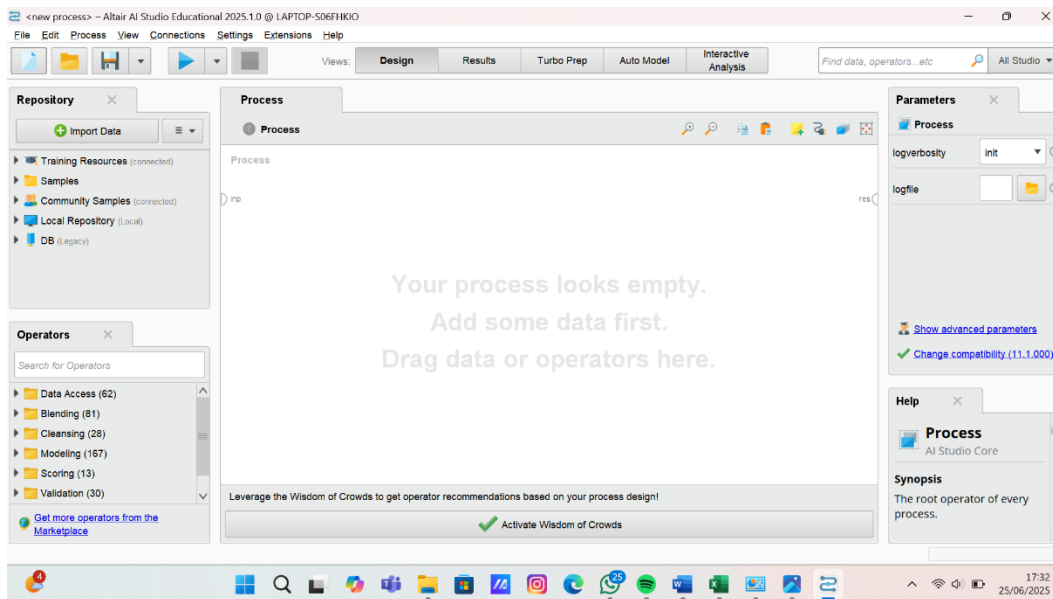 <new process> – Altair AI Studio Educational 2025.1.0 @ LAPTOP-S06FHKIO
File Edit Process View Connections Settings Extensions Help
Views: Design Results Turbo Prep Auto Model Interactive Analysis Find data, operators...etc All Studio
Repository
Import Data
Training Resources (connected)
Samples
Community Samples (connected)
Local Repository (Local)
DB (Legacy)
Operators
Search for Operators
Data Access (62)
Blending (81)
Cleansing (28)
Modeling (167)
Scoring (13)
Validation (30)
Get more operators from the
Marketplace
Process
Process
Process
inp res
Your process looks empty.
Add some data first.
Drag data or operators here.
Leverage the Wisdom of Crowds to get operator recommendations based on your process design!
Activate Wisdom of Crowds
Parameters
Process
logverbosity init
logfile
Show advanced parameters
Change compatibility (11.1.000)
Help
Process
AI Studio Core
Synopsis
The root operator of every
process.
4
25
17:32
25/06/2025